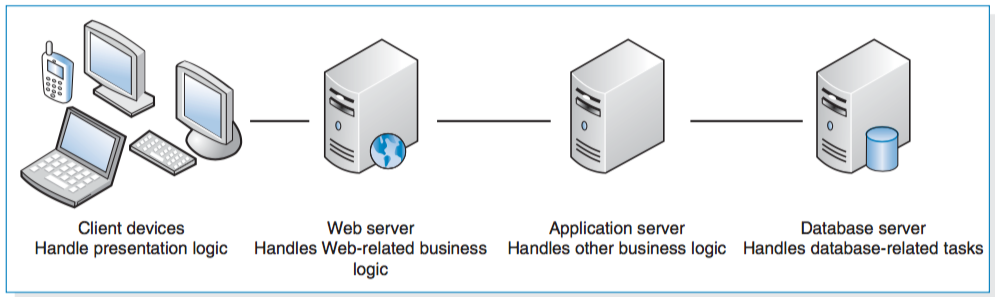 Client devices
Handle presentation logic
Web server
Handles Web-related business
logic
Application server
Handles other business logic
Database server
Handles database-related tasks